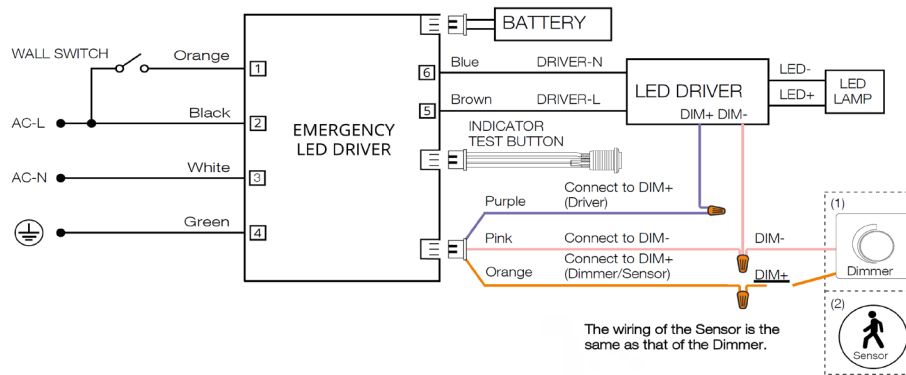 BATTERY
WALL SWITCH
Orange
1
6
Blue
DRIVER-N
LED DRIVER
DIM+ DIM-
LED-
LED+
LED
LAMP
Black
AC-L
2
5
Brown
DRIVER-L
EMERGENCY
LED DRIVER
INDICATOR
TEST BUTTON
White
AC-N
3
Green
4
Purple
Connect to DIM+
(Driver)
Pink
Connect to DIM-
DIM-
Orange
Connect to DIM+
(Dimmer/Sensor)
DIM+
(1)
Dimmer
(2)
Sensor
The wiring of the Sensor is the
same as that of the Dimmer.